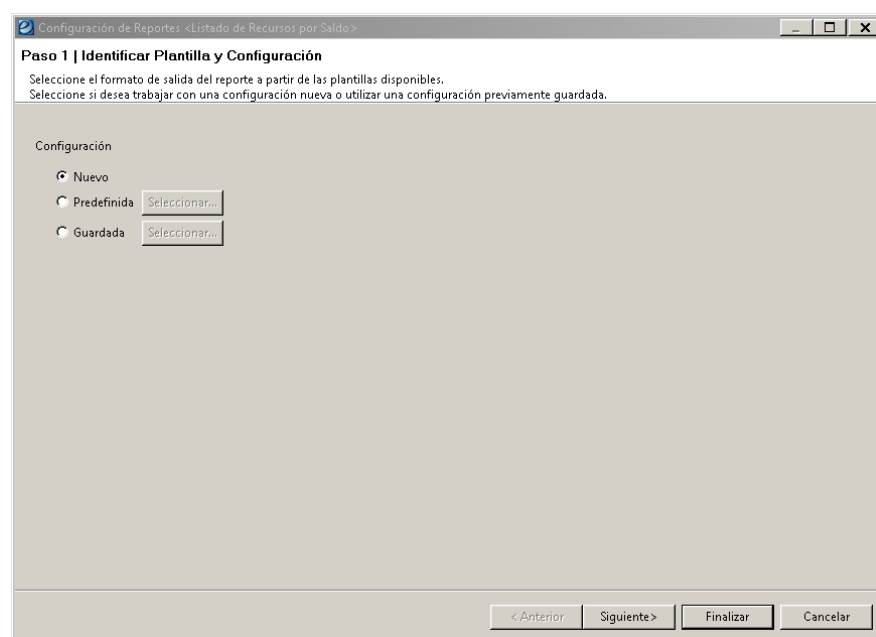 Configuración de Reportes <Listado de Recursos por Saldo>
Paso 1 | Identificar Plantilla y Configuración
Seleccione el formato de salida del reporte a partir de las plantillas disponibles.
Seleccione si desea trabajar con una configuración nueva o utilizar una configuración previamente guardada.
Configuración
Nuevo
Predefinida Seleccionar...
Guardada Seleccionar...
< Anterior Siguiente> Finalizar Cancelar